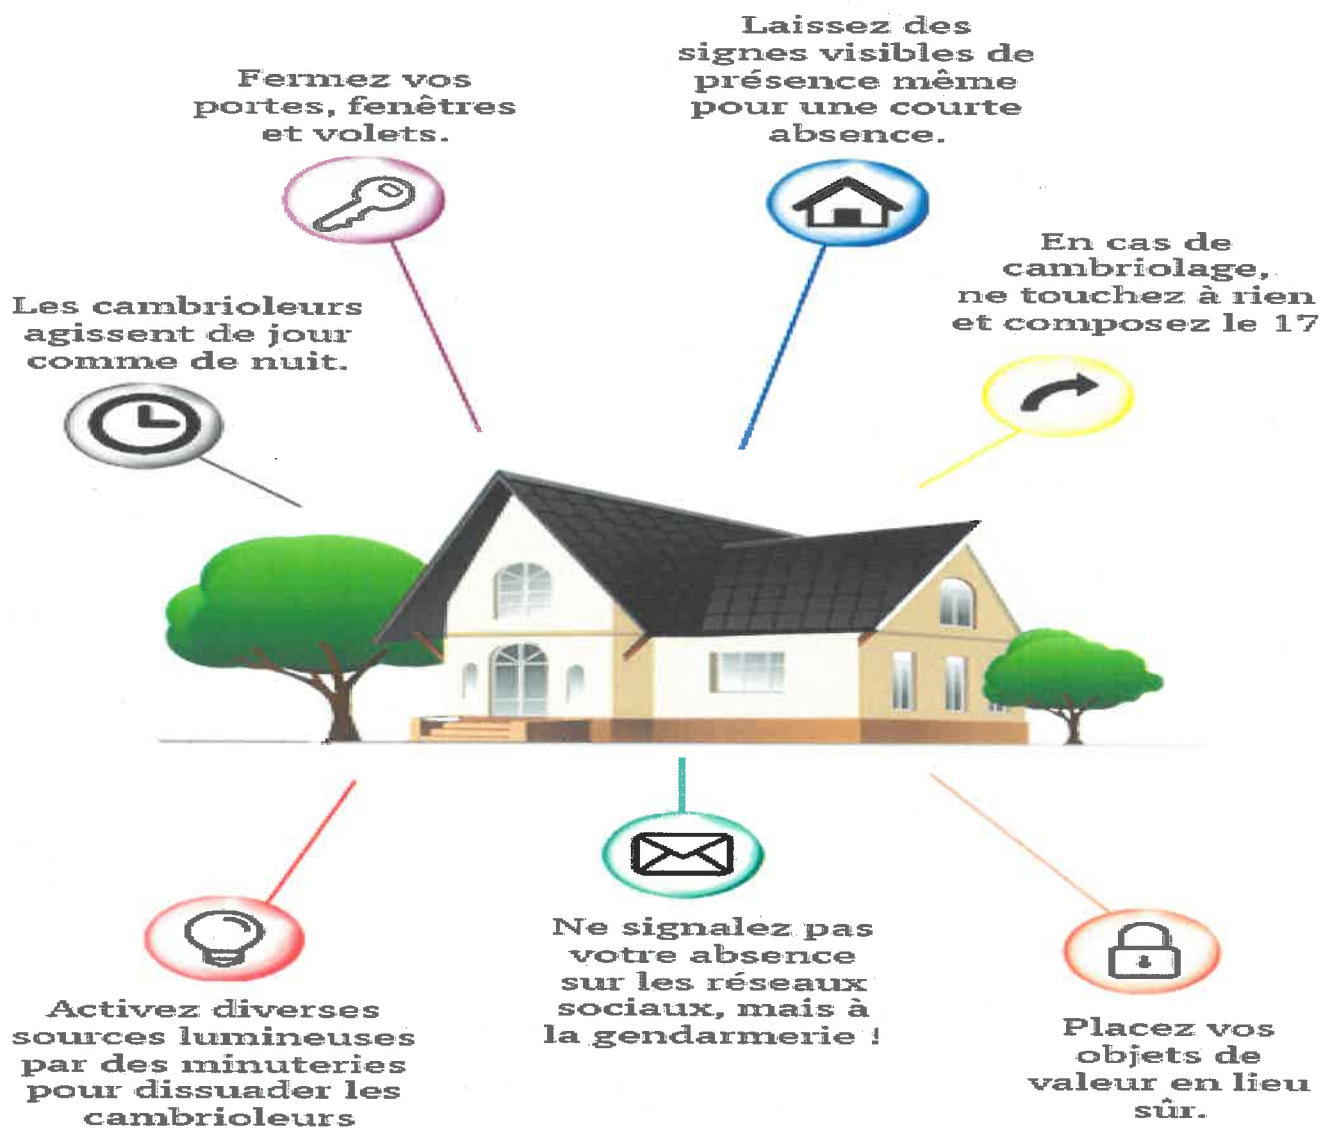 Laissez des
signes visibles de
présence même
pour une courte
absence.
Fermez vos
portes, fenêtres
et volets.
En cas de
cambriolage,
ne touchez à rien
et composez le 17
Les cambrioleurs
agissent de jour
comme de nuit.
Ne signalez pas
votre absence
sur les réseaux
sociaux, mais à
la gendarmerie !
Activez diverses
sources lumineuses
par des minuteries
pour dissuader les
cambrioleurs
Placez vos
objets de
valeur en lieu
sûr.